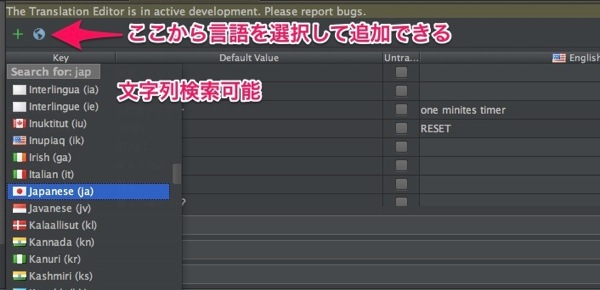 The Translation Editor is in active development. Please report bugs.
ここから言語を選択して追加できる
Key Default Value Untra... English
Search for: jap
文字列検索可能
Interlingua (ia)
Interlingue (ie)
one minites timer
Inuktitut (iu)
RESET
Inupiaq (ik)
Irish (ga)
Italian (it)
Japanese (ja)
Javanese (jv)
?
Kalaallisut (kl)
Kannada (kn)
Kanuri (kr)
Kashmiri (ks)